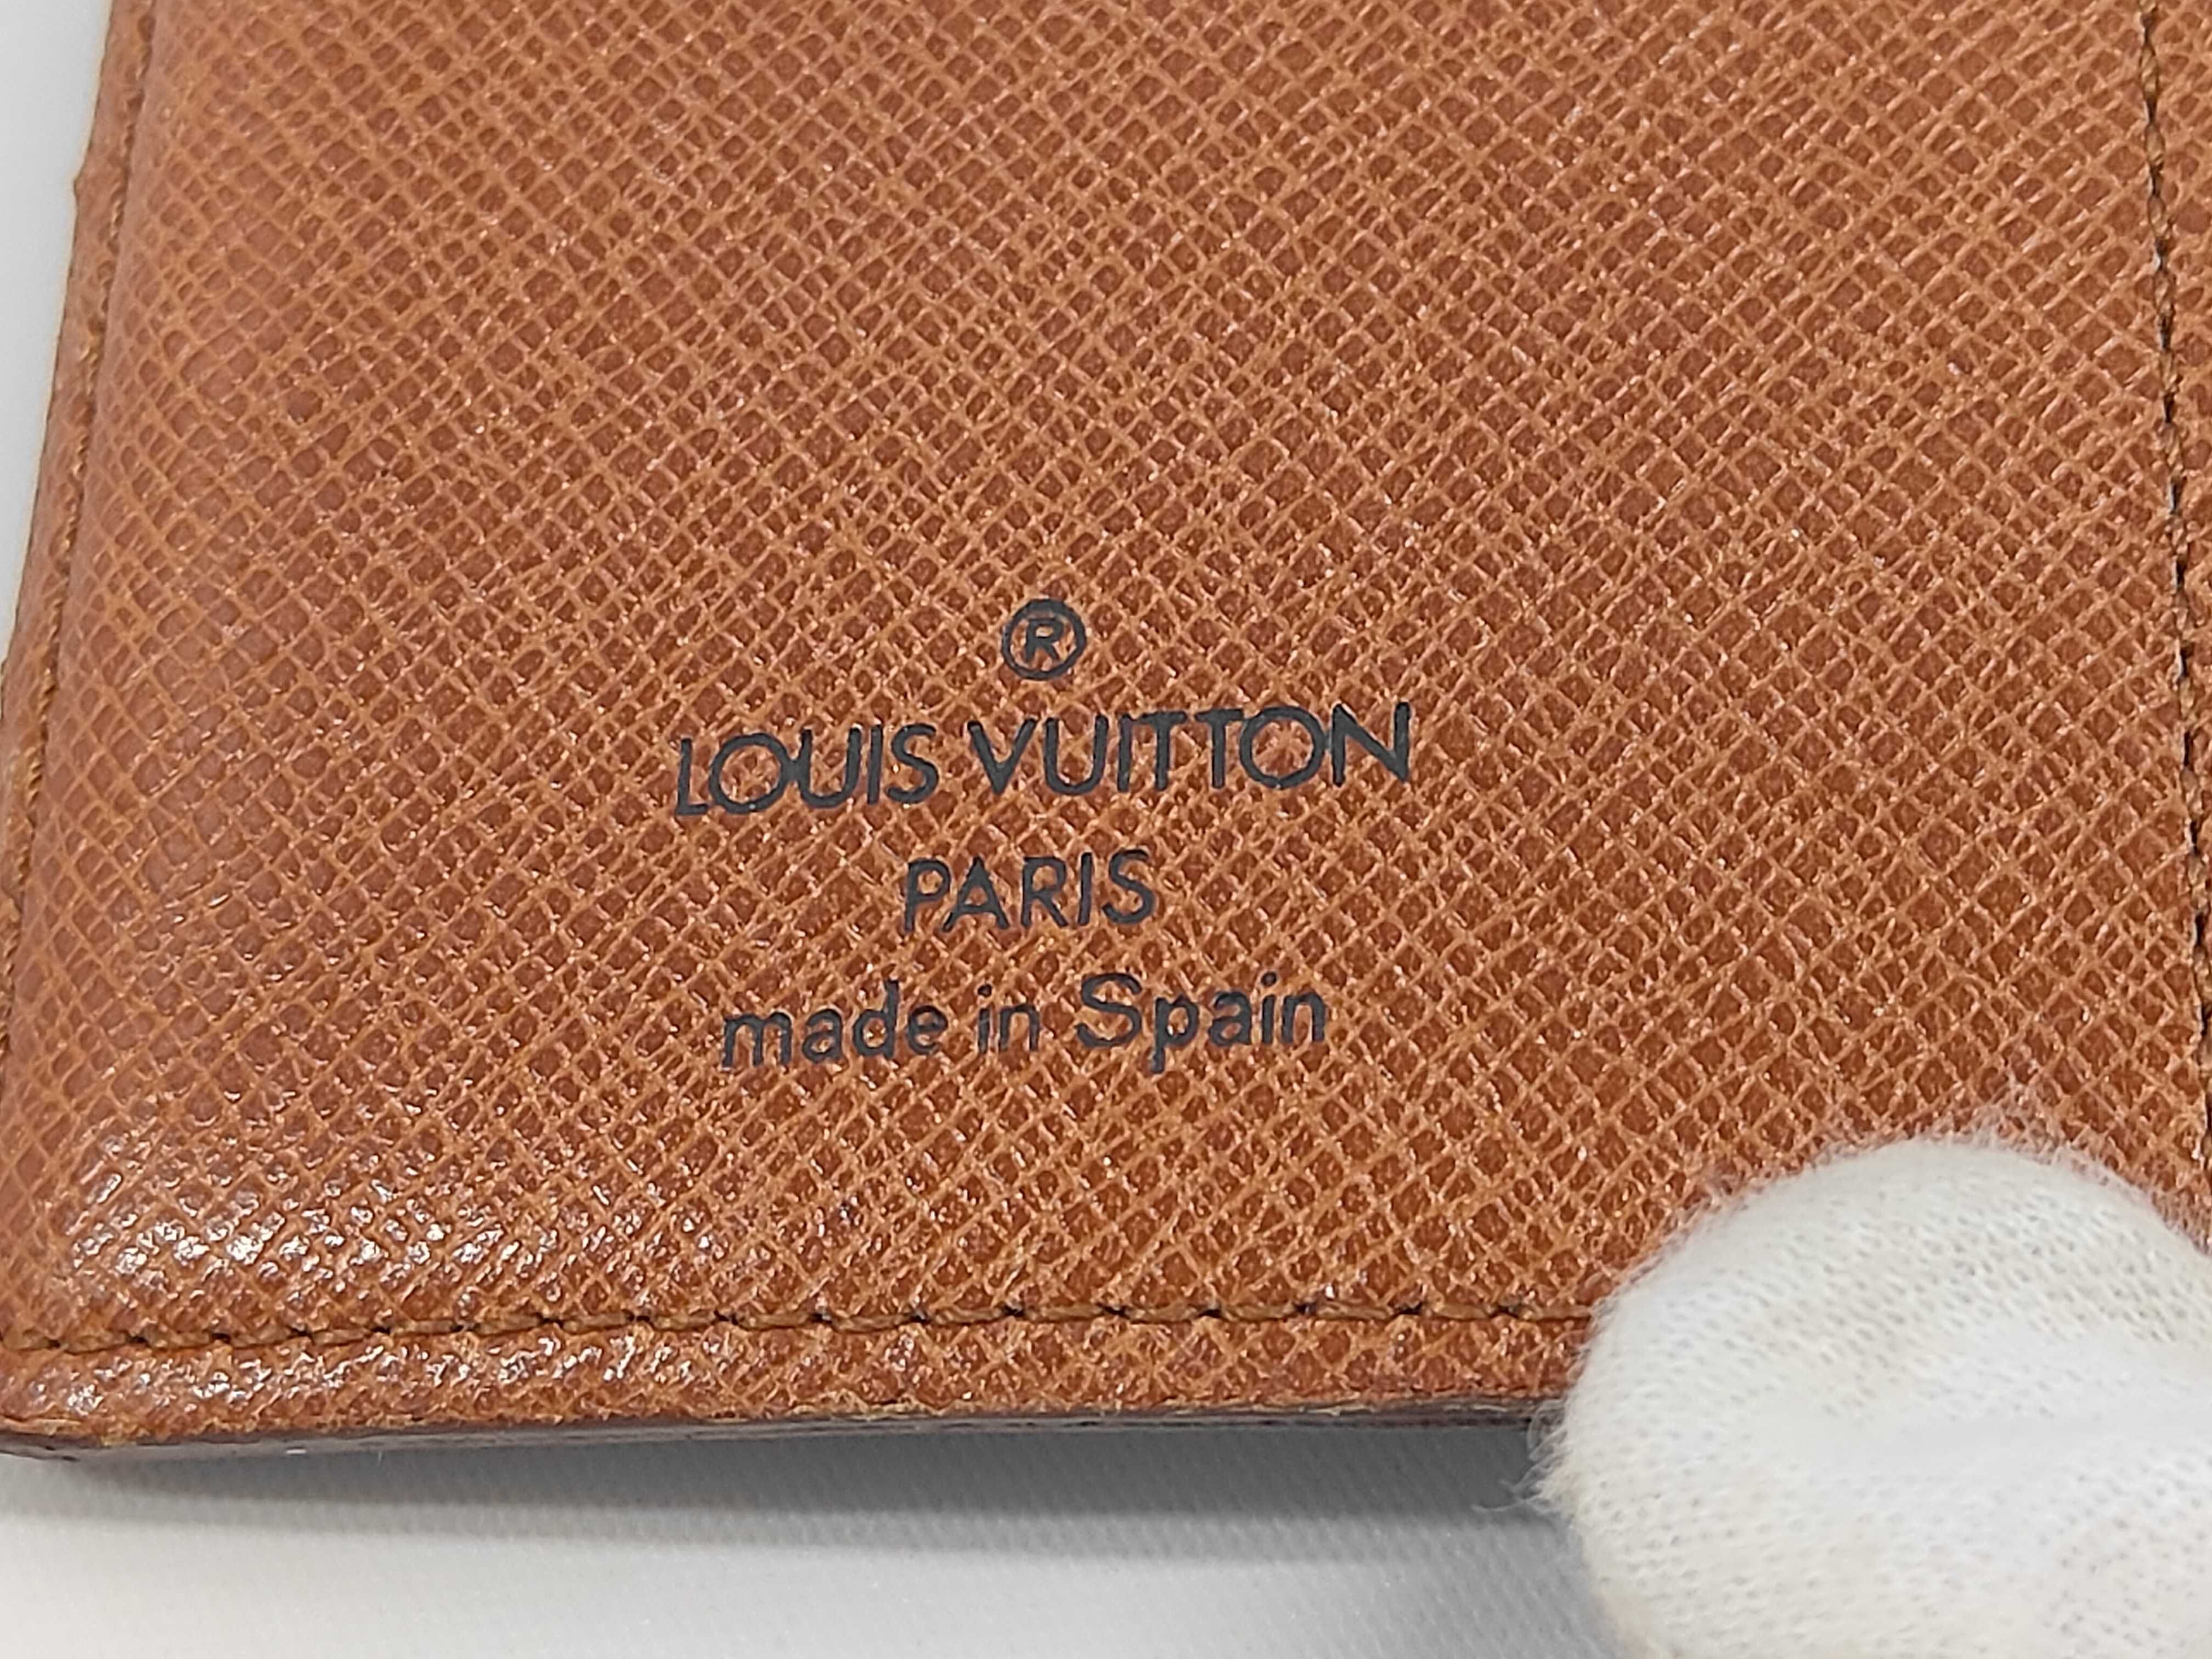 ®
LOUIS VUITTON
PARIS
made in Spain